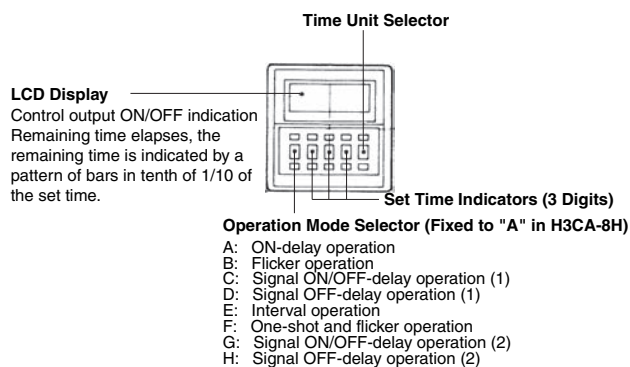 Time Unit Selector
LCD Display
Control output ON/OFF indication
Remaining time elapses, the
remaining time is indicated by a
pattern of bars in tenth of 1/10 of
the set time.
Set Time Indicators (3 Digits)
Operation Mode Selector (Fixed to "A" in H3CA-8H)
A: ON-delay operation
B: Flicker operation
C: Signal ON/OFF-delay operation (1)
D: Signal OFF-delay operation (1)
E: Interval operation
F: One-shot and flicker operation
G: Signal ON/OFF-delay operation (2)
H: Signal OFF-delay operation (2)